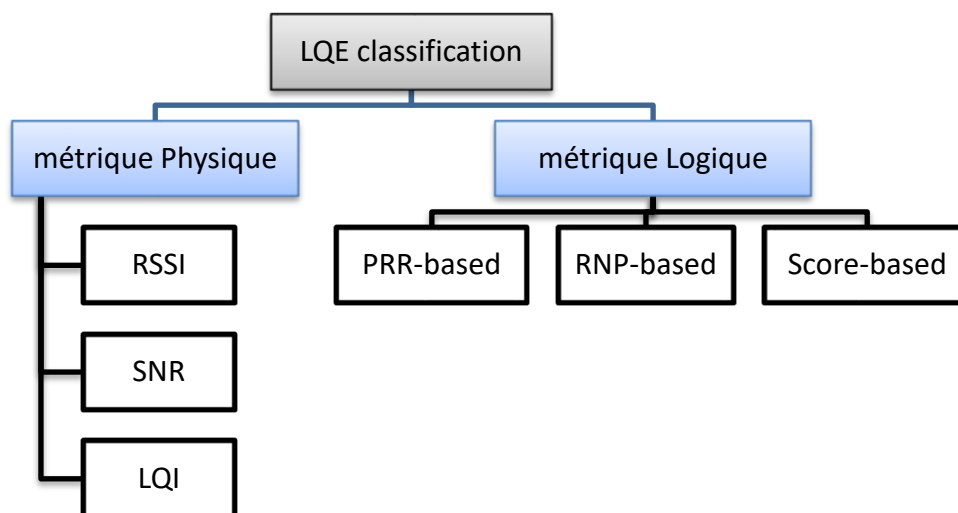 LQE classification
métrique Physique
métrique Logique
RSSI
PRR-based
RNP-based
Score-based
SNR
LQI